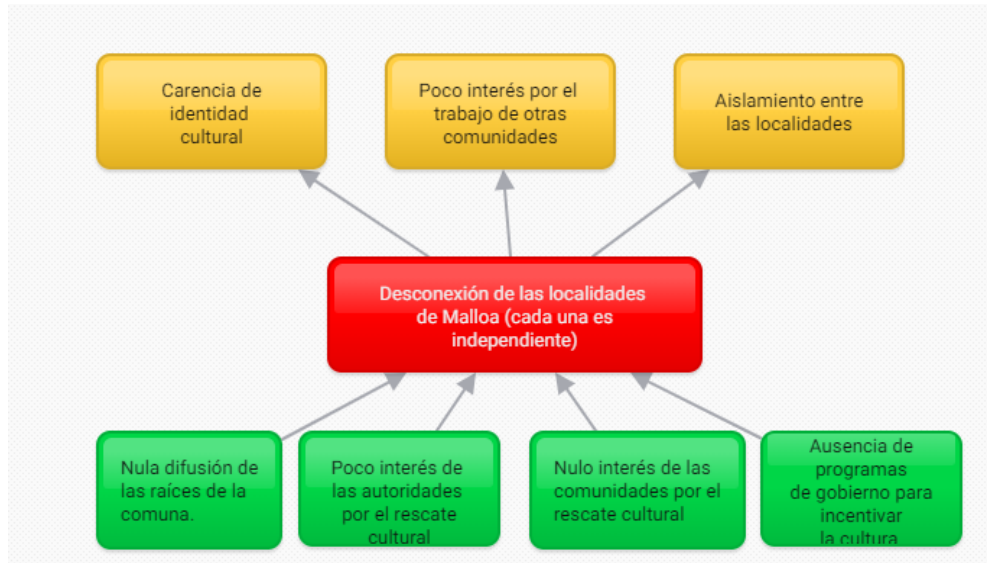 Carencia de
identidad
cultural
Poco interés por el
trabajo de otras
comunidades
Aislamiento entre
las localidades
Desconexión de las localidades
de Malloa (cada una es
independiente)
Nula difusión de
las raíces de la
comuna.
Poco interés de
las autoridades
por el rescate
cultural
Nulo interés de las
comunidades por el
rescate cultural
Ausencia de
programas
de gobierno para
incentivar
la cultura